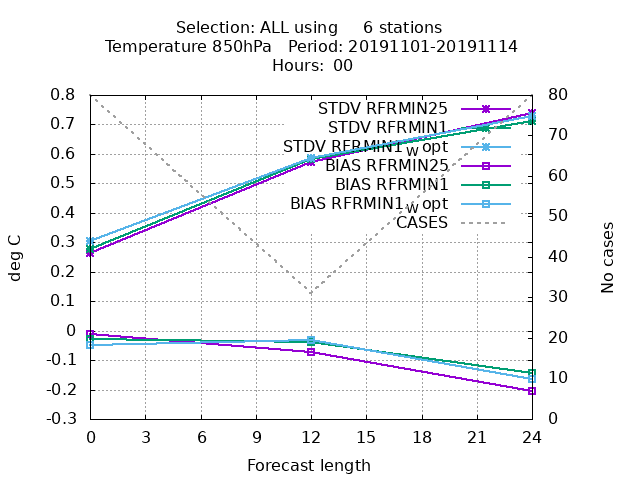 Selection: ALL using     6 stations
Temperature 850hPa   Period: 20191101-20191114
Hours:  00
0.8
0.7
0.6
0.5
0.4
0.3
0.2
0.1
0
-0.1
-0.2
-0.3
deg C
STDV RFRMIN25
STDV RFRMIN1
STDV RFRMIN1_W opt
BIAS RFRMIN25
BIAS RFRMIN1
BIAS RFRMIN1_W opt
CASES
80
70
60
50
40
30
20
10
0
No cases
0 3 6 9 12 15 18 21 24
Forecast length